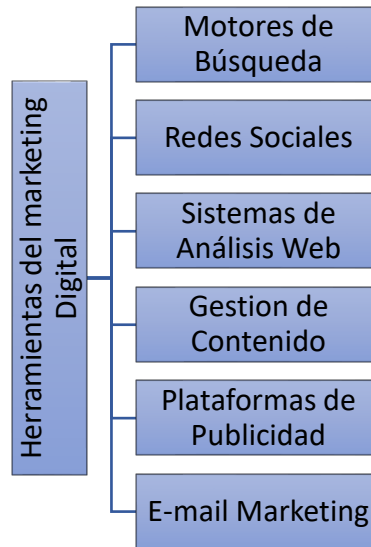 Herramientas del marketing
Digital
Motores de
Búsqueda
Redes Sociales
Sistemas de
Análisis Web
Gestion de
Contenido
Plataformas de
Publicidad
E-mail Marketing